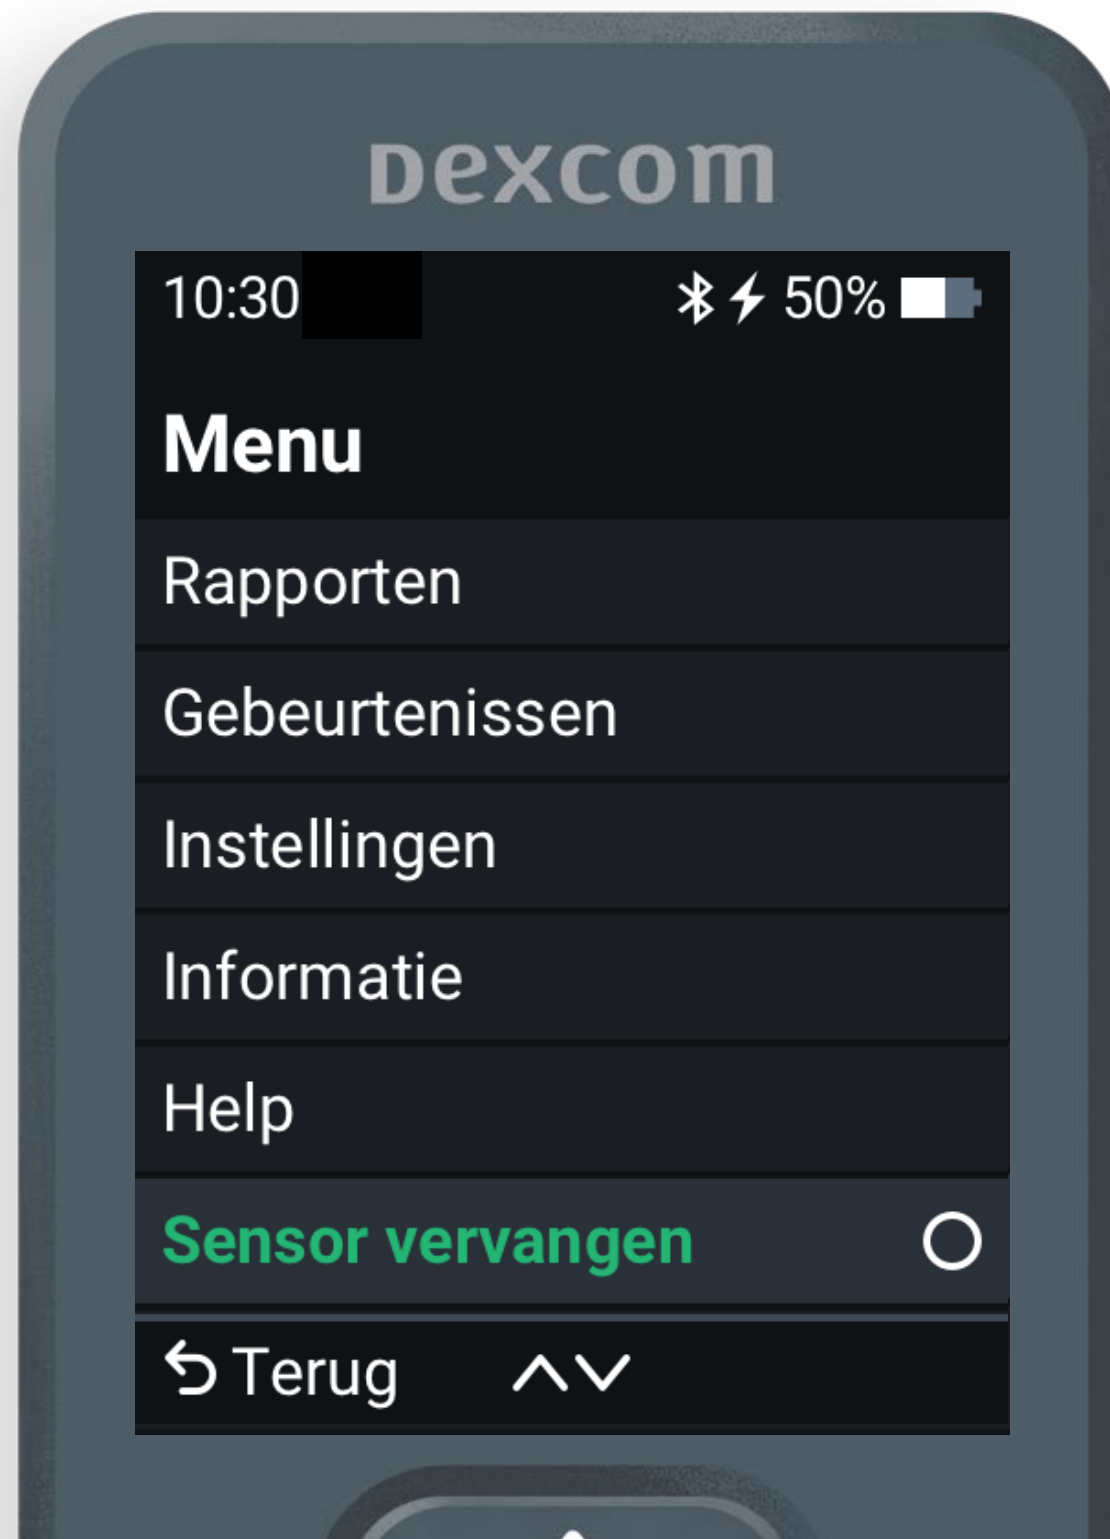 Dexcom
10:30 50%
Menu
Rapporten
Gebeurtenissen
Instellingen
Informatie
Help
Sensor vervangen
Terug